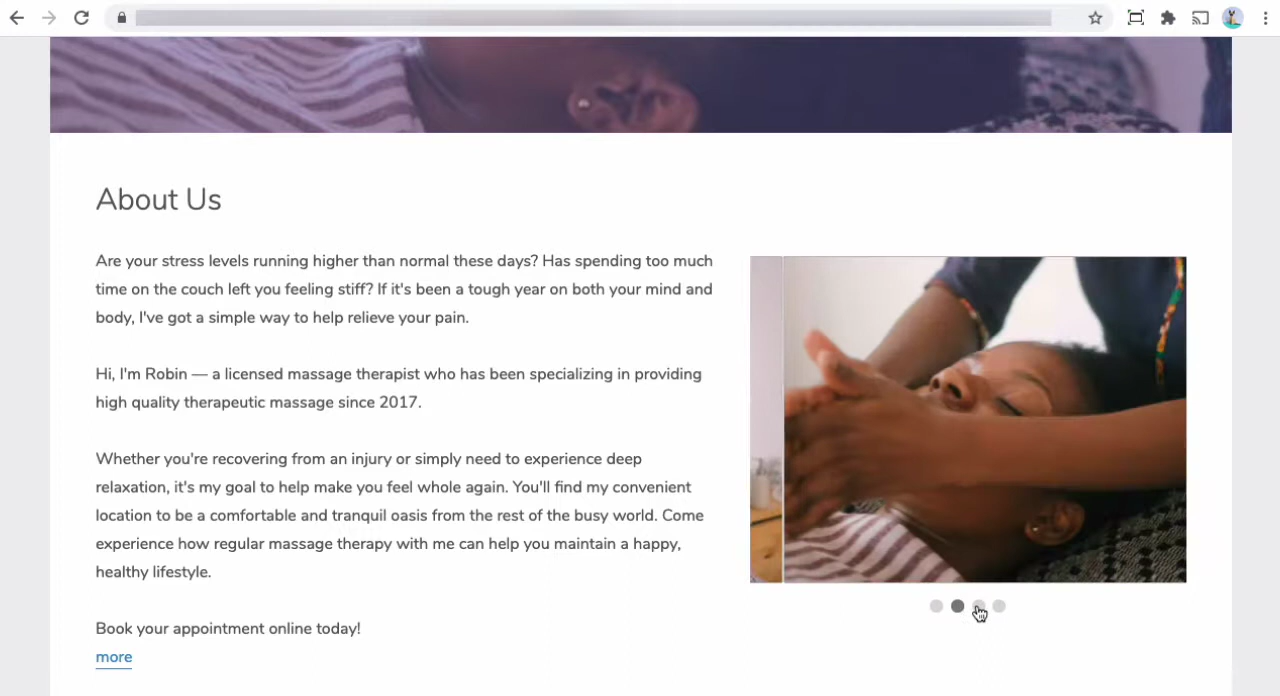 About Us
Are your stress levels running higher than normal these days? Has spending too much
time on the couch left you feeling stiff? If it's been a tough year on both your mind and
body, I've got a simple way to help relieve your pain.
Hi, I'm Robin — a licensed massage therapist who has been specializing in providing
high quality therapeutic massage since 2017.
Whether you're recovering from an injury or simply need to experience deep
relaxation, it's my goal to help make you feel whole again. You'll find my convenient
location to be a comfortable and tranquil oasis from the rest of the busy world. Come
experience how regular massage therapy with me can help you maintain a happy,
healthy lifestyle.
Book your appointment online today!
more